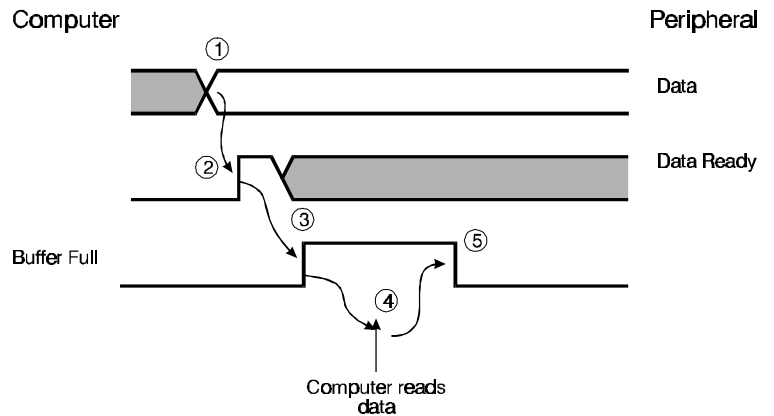 Computer
Peripheral
1
Data
2
Data Ready
3
Buffer Full
5
4
Computer reads
data